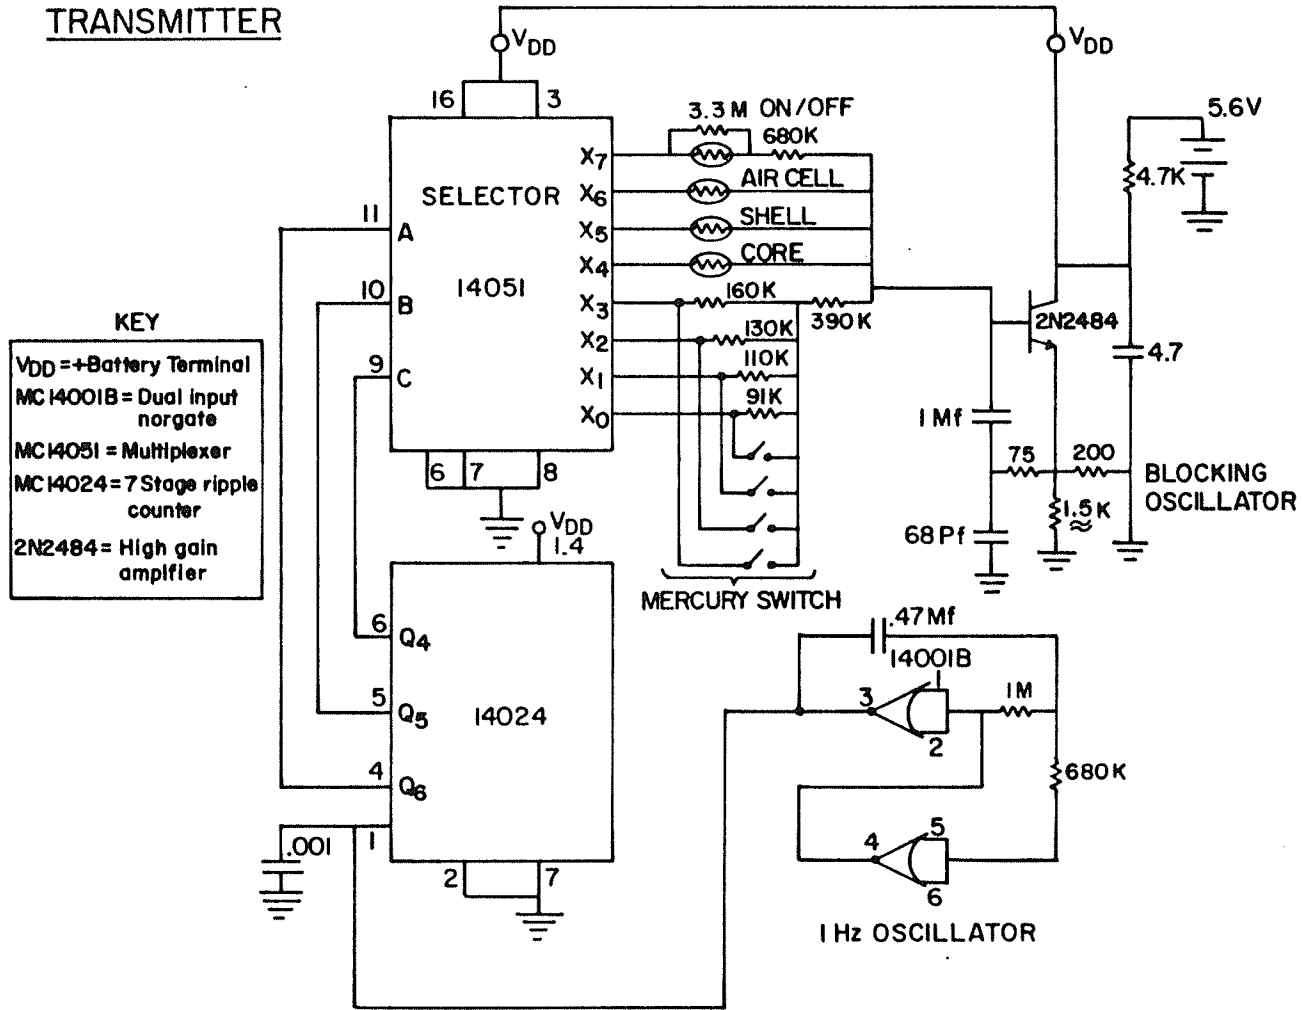 TRANSMITTER
VDD
VDD
16
3
3.3 M ON/OFF
680K
5.6V
X7
4.7K
SELECTOR
X6
AIR CELL
11
A
X5
SHELL
14051
X4
CORE
10
B
X3
160K
390K
2N2484
KEY
X2
130K
4.7
VDD =+Battery Terminal
MC14001B= Dual input
norgate
MC14051 = Multiplexer
MC14024=7 Stage ripple
counter
2N2484= High gain
ampifier
9
C
X1
110K
X0
91K
1 Mf
6
7
8
75
200
BLOCKING
OSCILLATOR
1.5 K
≈
68 Pf
VDD
1.4
MERCURY SWITCH
6
Q4
.47Mf
14001B
5
Q5
14024
3
1
2
1M
4
Q6
680K
.001
1
4
5
6
2
7
1 Hz OSCILLATOR